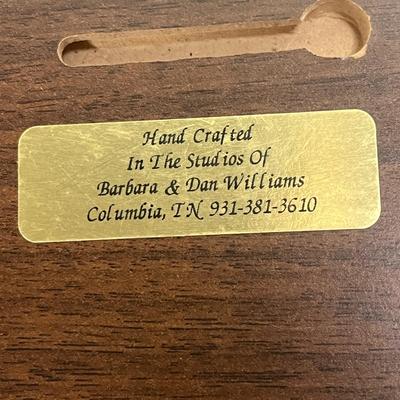 Hand Crafted
In The Studios Of
Barbara & Dan Williams
Columbia, TN 931-381-3610